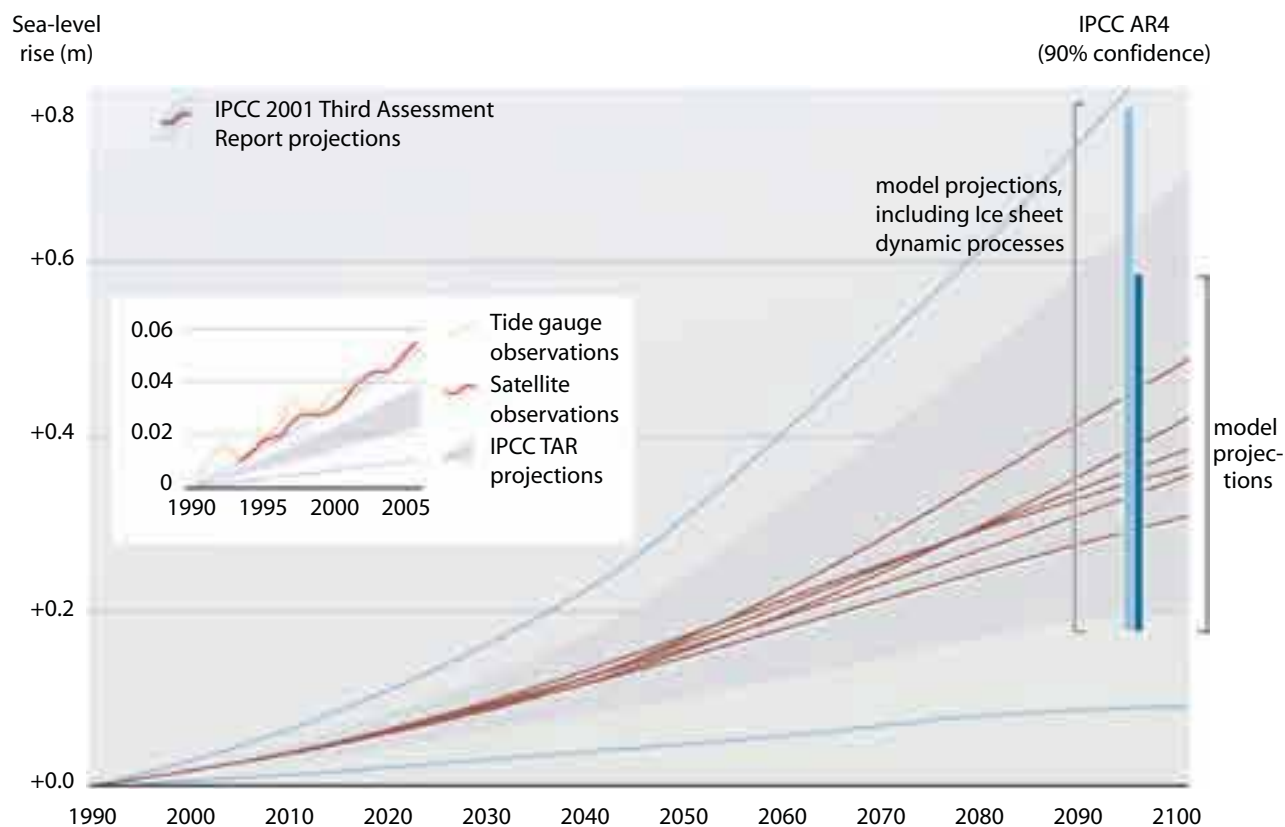 Sea-level
rise (m)
IPCC AR4
(90% confidence)
+0.8
IPCC 2001 Third Assessment
Report projections
model projections,
including Ice sheet
dynamic processes
+0.6
0.06
Tide gauge
observations
0.04
Satellite
observations
0.02
IPCC TAR
projections
0
1990 1995 2000 2005
+0.4
model
projec-
tions
+0.2
+0.0
1990 2000 2010 2020 2030 2040 2050 2060 2070 2080 2090 2100